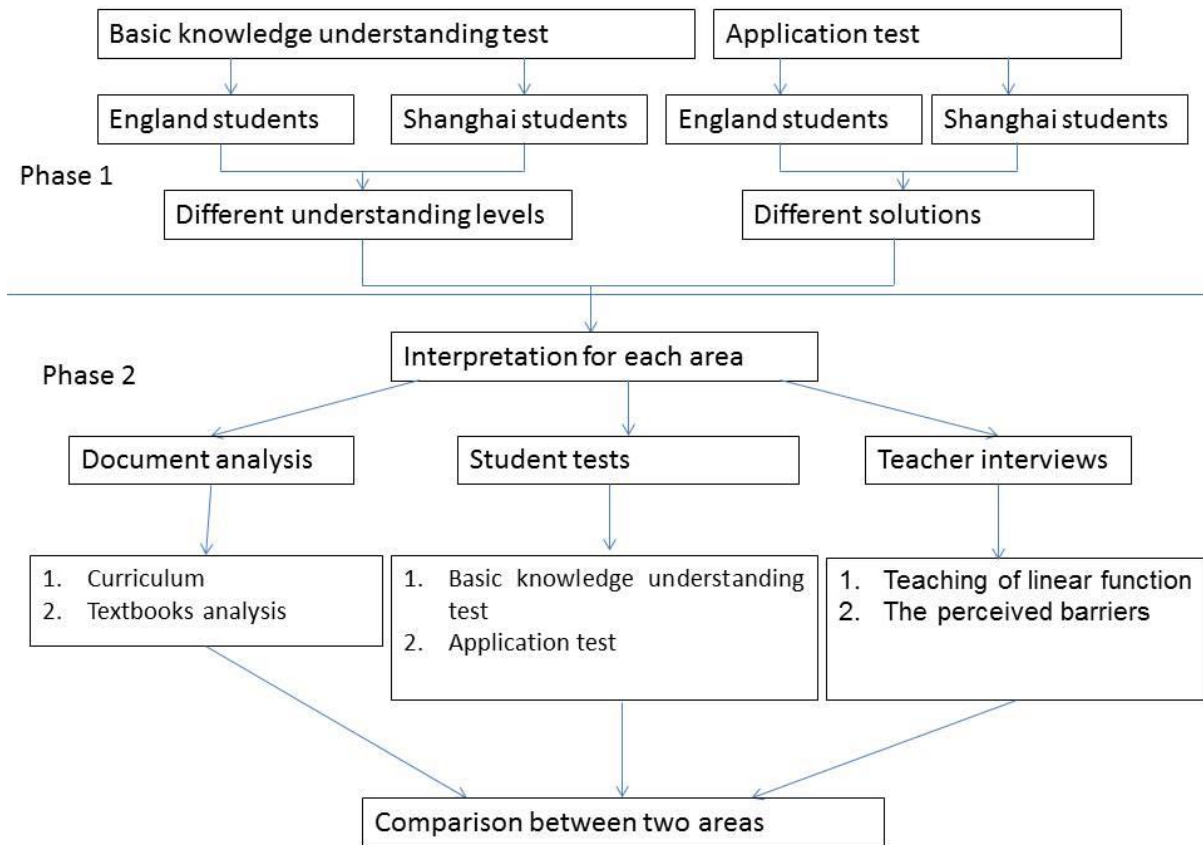 Basic knowledge understanding test
Application test
England students
Shanghai students
England students
Shanghai students
Phase 1
Different understanding levels
Different solutions
Interpretation for each area
Phase 2
Document analysis
Student tests
Teacher interviews
1. Curriculum
2. Textbooks analysis
1. Basic knowledge understanding
test
2. Application test
1. Teaching of linear function
2. The perceived barriers
Comparison between two areas